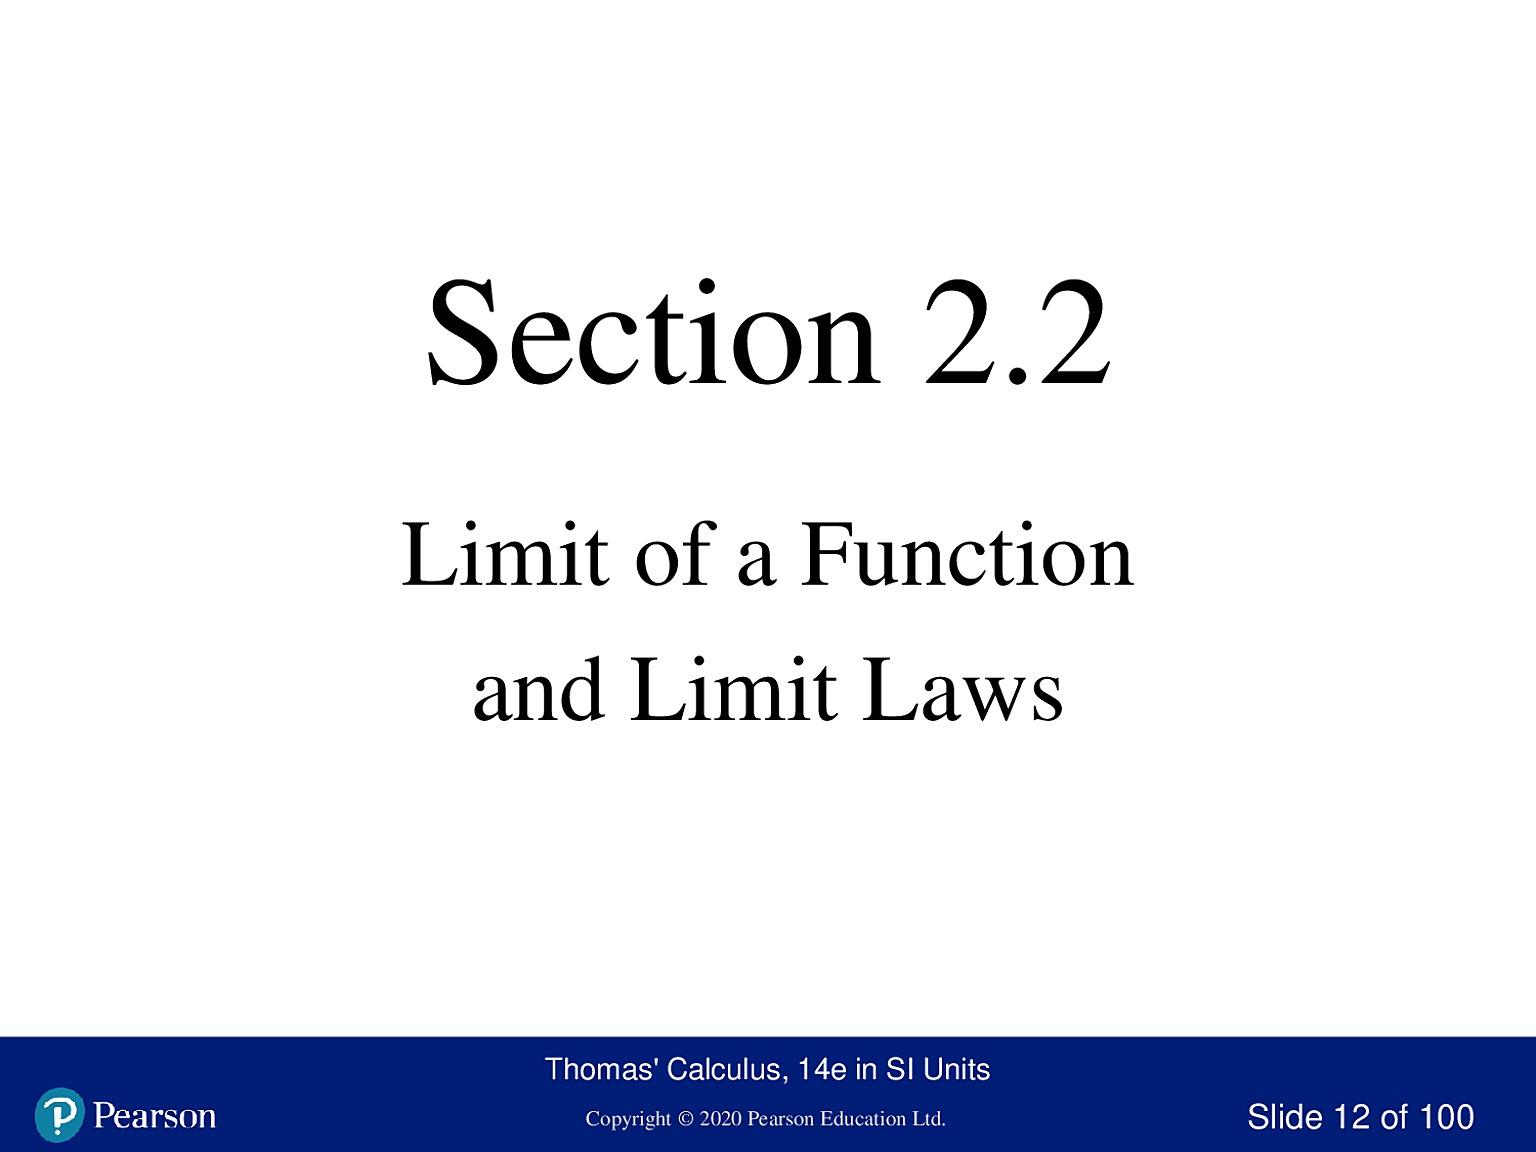 Section 2.2
Limit of a Function
and Limit Laws
Thomas' Calculus, 14e in SI Units
Pearson
Copyright © 2020 Pearson Education Ltd.
Slide 12 of 100